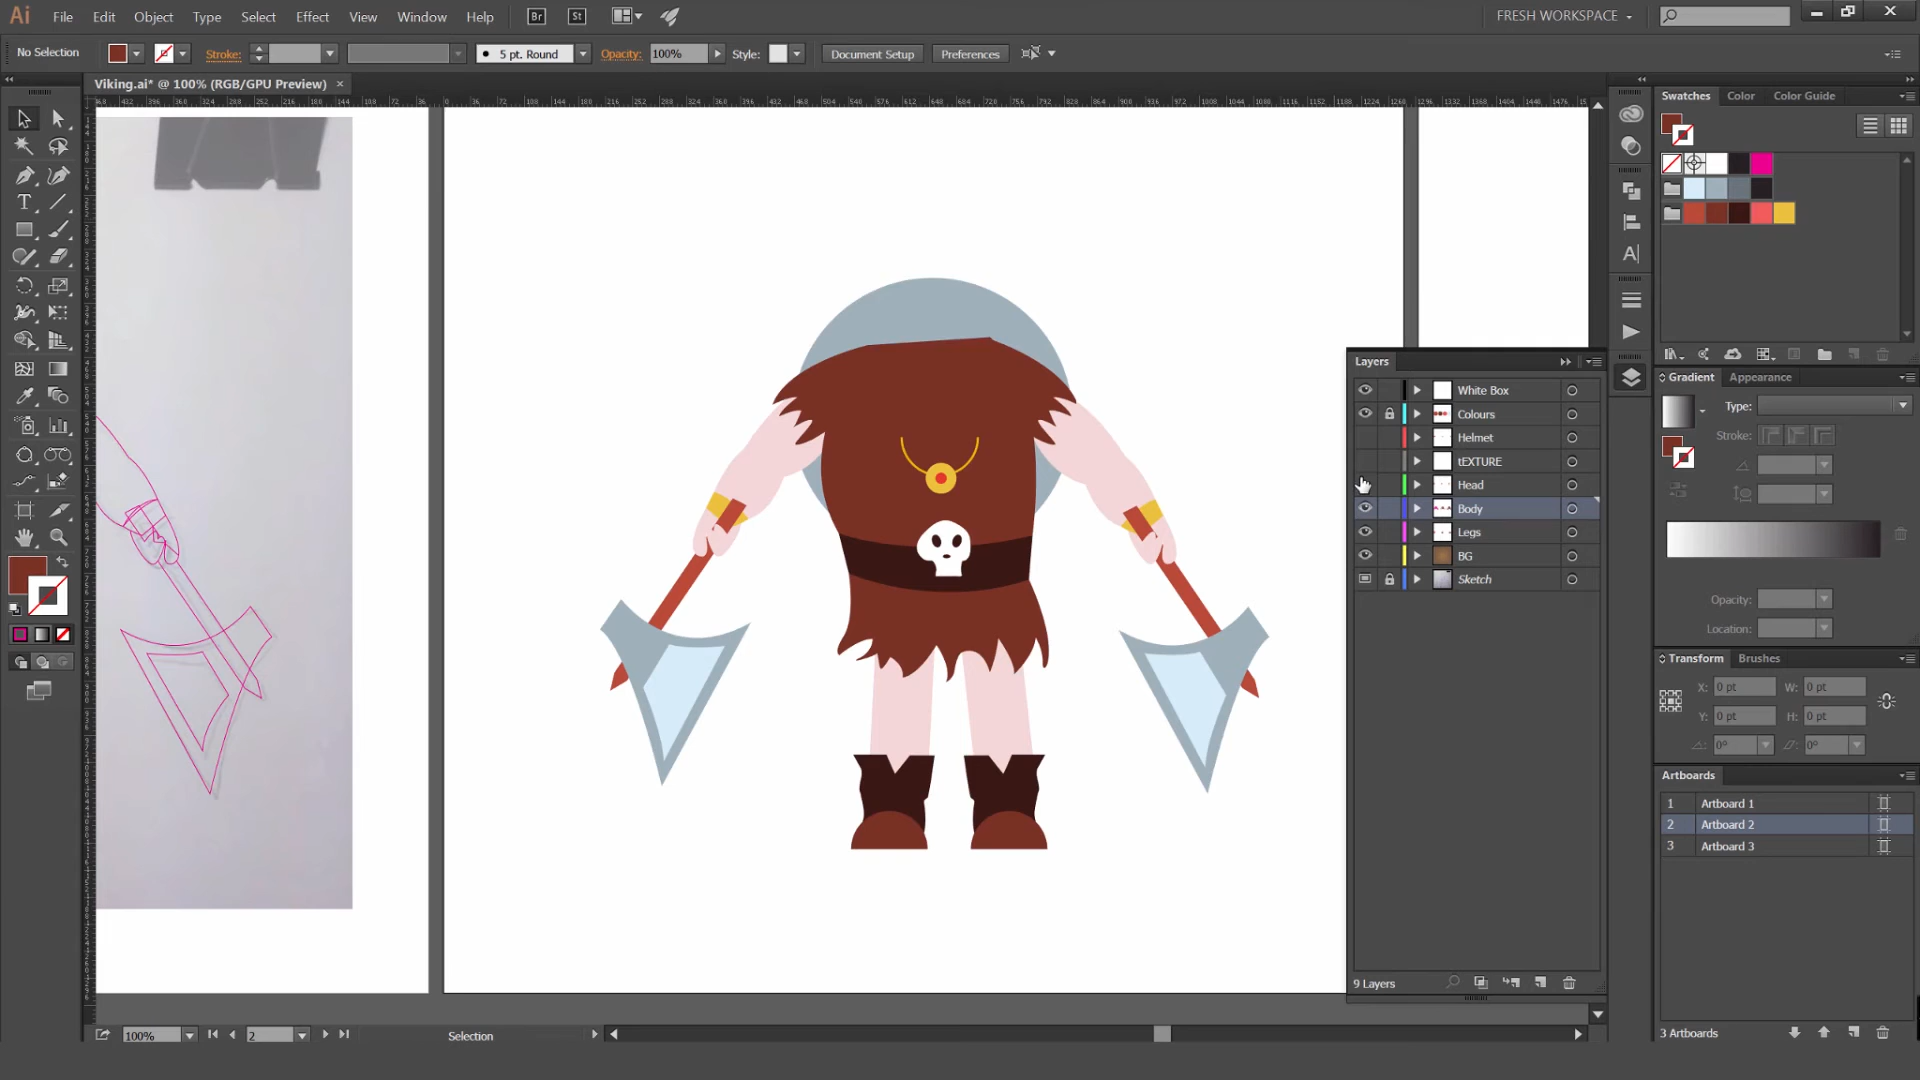 Ai File Edit Object Type Select Effect View Window Help Br St FRESH WORKSPACE
No Selection Stroke: 5 pt. Round Opacity: 100% Style: Document Setup Preferences
Viking.ai* @ 100% (RGB/GPU Preview) ×
Swatches Color Color Guide
Layers
White Box
Colours
Helmet
tEXTURE
Head
Body
Legs
BG
Sketch
9 Layers
Gradient Appearance
Type:
Stroke:
Opacity:
Location:
Transform Brushes
X: 0 pt W: 0 pt
Y: 0 pt H: 0 pt
0° 0°
Artboards
1 Artboard 1
2 Artboard 2
3 Artboard 3
3 Artboards
100% 2 Selection